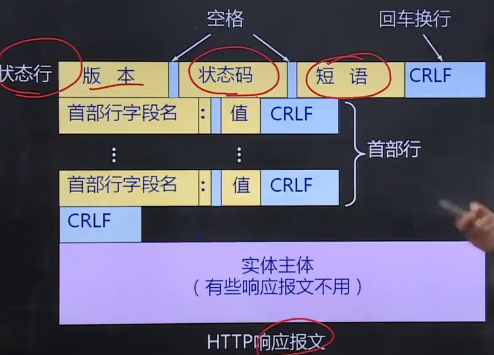 空格 回车换行
状态行 版 本 状态码 短 语 CRLF
首部行字段名 : 值 CRLF
⋮ ⋮ 首部行
首部行字段名 : 值 CRLF
CRLF
实体主体
（有些响应报文不用）
HTTP响应报文